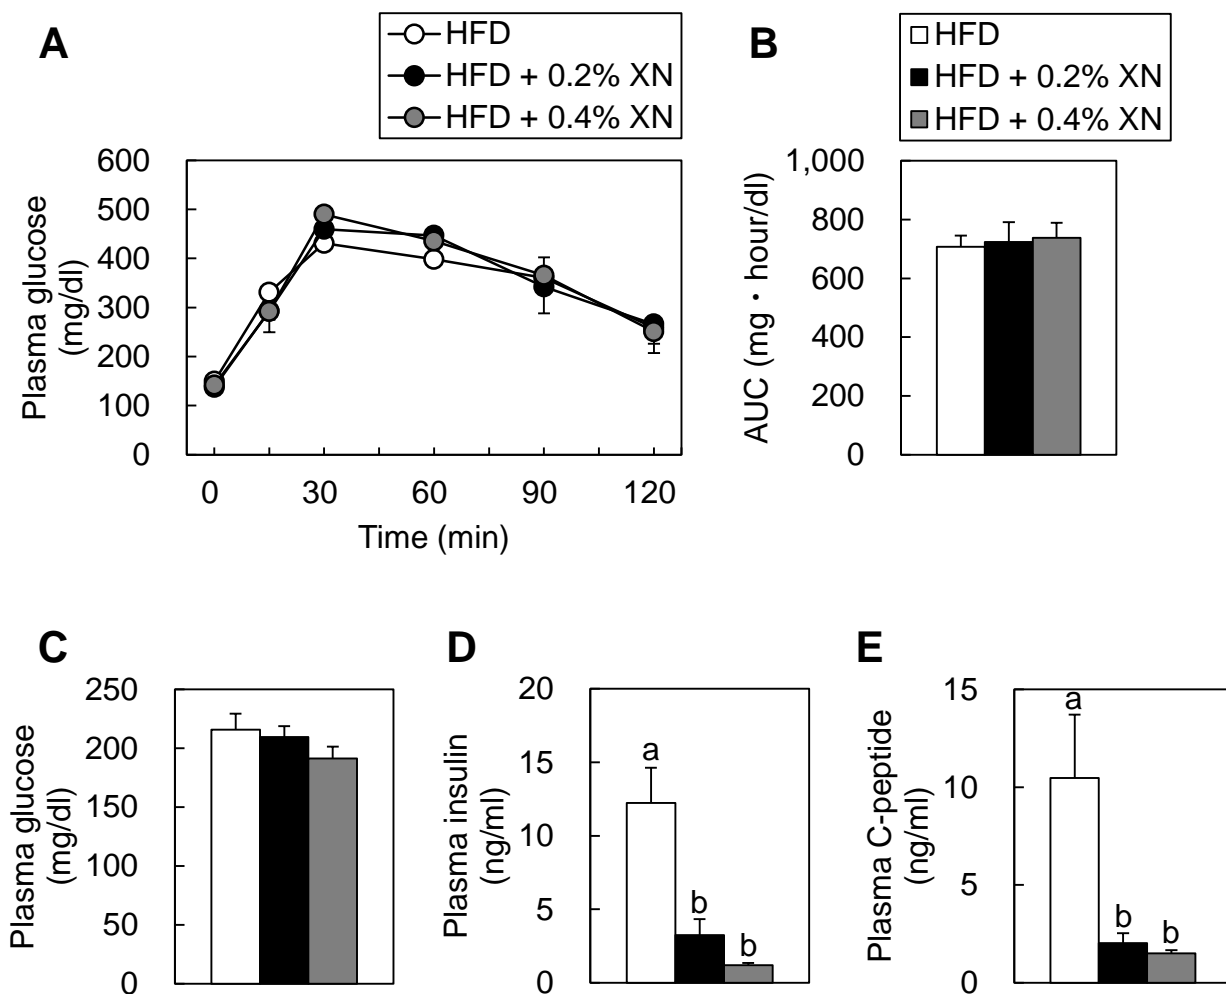 A
HFD
HFD + 0.2% XN
HFD + 0.4% XN
Plasma glucose
(mg/dl)
600
500
400
300
200
100
0
0 30 60 90 120
Time (min)
B
HFD
HFD + 0.2% XN
HFD + 0.4% XN
AUC (mg・hour/dl)
1,000
800
600
400
200
0
C
Plasma glucose
(mg/dl)
250
200
150
100
50
0
D
Plasma insulin
(ng/ml)
20
15
10
5
0
a
b
b
E
Plasma C-peptide
(ng/ml)
15
10
5
0
a
b
b